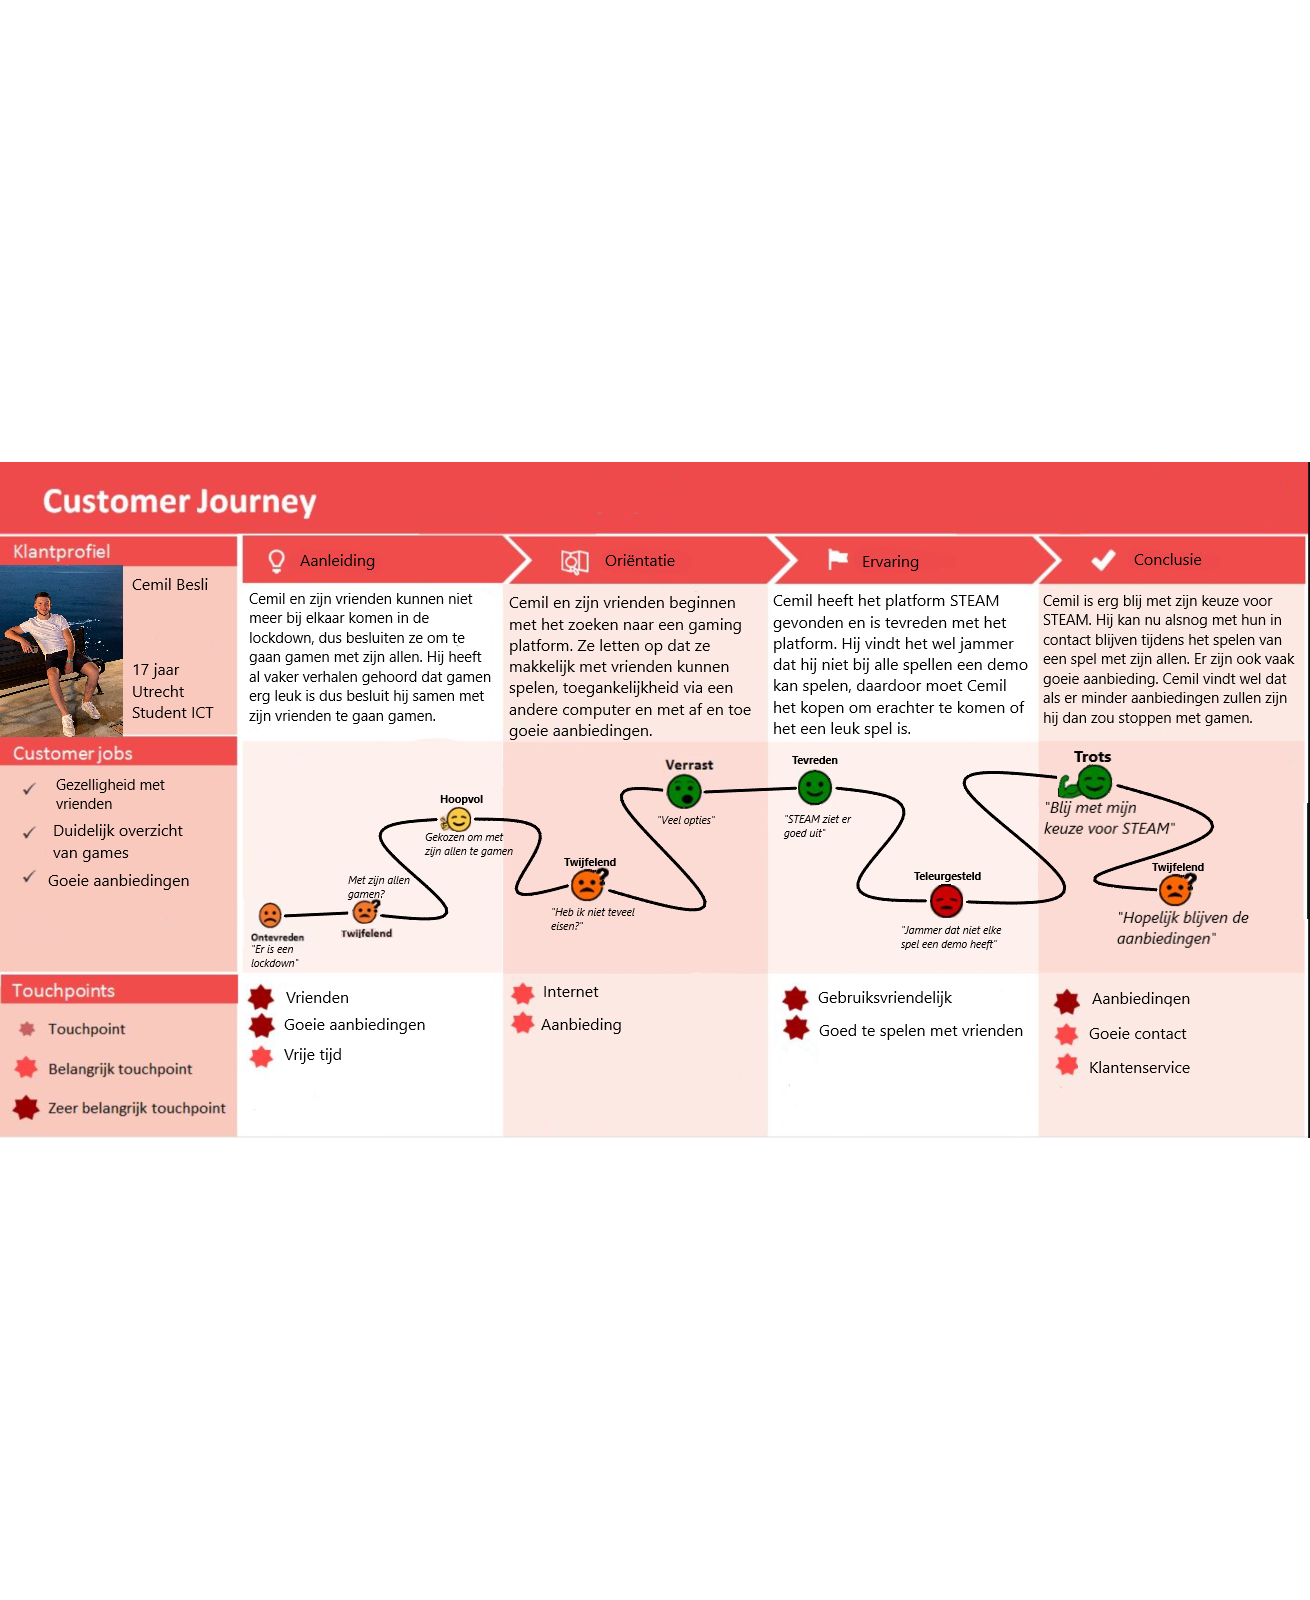 Customer Journey
Klantprofiel
Cemil Besli
17 jaar
Utrecht
Student ICT
Customer jobs
Gezelligheid met
vrienden
Duidelijk overzicht
van games
Goeie aanbiedingen
Touchpoints
Touchpoint
Belangrijk touchpoint
Zeer belangrijk touchpoint
Aanleiding
Cemil en zijn vrienden kunnen niet
meer bij elkaar komen in de
lockdown, dus besluiten ze om te
gaan gamen met zijn allen. Hij heeft
al vaker verhalen gehoord dat gamen
erg leuk is dus besluit hij samen met
zijn vrienden te gaan gamen.
Ontevreden
"Er is een
lockdown"
Met zijn allen
gamen?
Twijfelend
Hoopvol
Gekozen om met
zijn allen te gamen
Vrienden
Goeie aanbiedingen
Vrije tijd
Oriëntatie
Cemil en zijn vrienden beginnen
met het zoeken naar een gaming
platform. Ze letten op dat ze
makkelijk met vrienden kunnen
spelen, toegankelijkheid via een
andere computer en met af en toe
goeie aanbiedingen.
Twijfelend
"Heb ik niet teveel
eisen?"
Verrast
"Veel opties"
Internet
Aanbieding
Ervaring
Cemil heeft het platform STEAM
gevonden en is tevreden met het
platform. Hij vindt het wel jammer
dat hij niet bij alle spellen een demo
kan spelen, daardoor moet Cemil
het kopen om erachter te komen of
het een leuk spel is.
Tevreden
"STEAM ziet er
goed uit"
Teleurgesteld
"Jammer dat niet elke
spel een demo heeft"
Gebruiksvriendelijk
Goed te spelen met vrienden
Conclusie
Cemil is erg blij met zijn keuze voor
STEAM. Hij kan nu alsnog met hun in
contact blijven tijdens het spelen van
een spel met zijn allen. Er zijn ook vaak
goeie aanbieding. Cemil vindt wel dat
als er minder aanbiedingen zullen zijn
hij dan zou stoppen met gamen.
Trots
"Blij met mijn
keuze voor STEAM"
Twijfelend
"Hopelijk blijven de
aanbiedingen"
Aanbiedingen
Goeie contact
Klantenservice